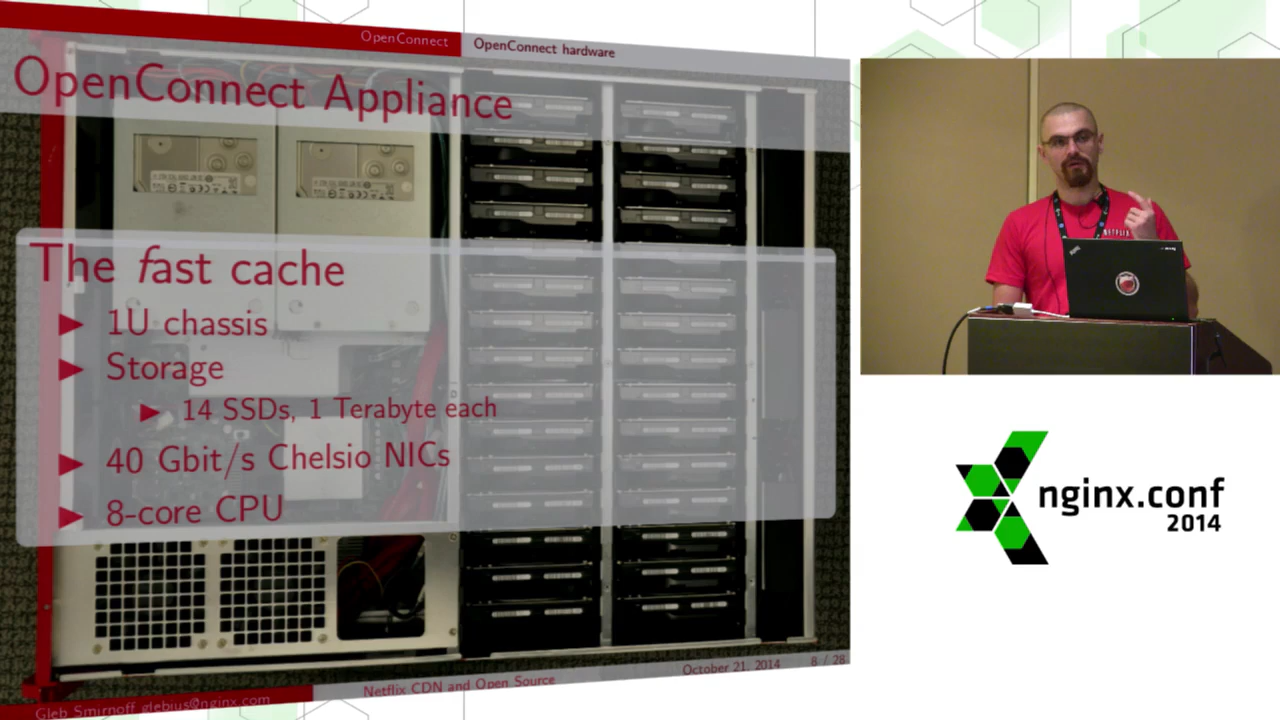 OpenConnect
OpenConnect hardware
OpenConnect Appliance
The fast cache
1U chassis
Storage
14 SSDs, 1 Terabyte each
40 Gbit/s Chelsio NICs
8-core CPU
Gleb Smirnoff glebius@nginx.com
Netflix CDN and Open Source
October 21, 2014
8 / 28
NETFLIX
nginx.conf
2014